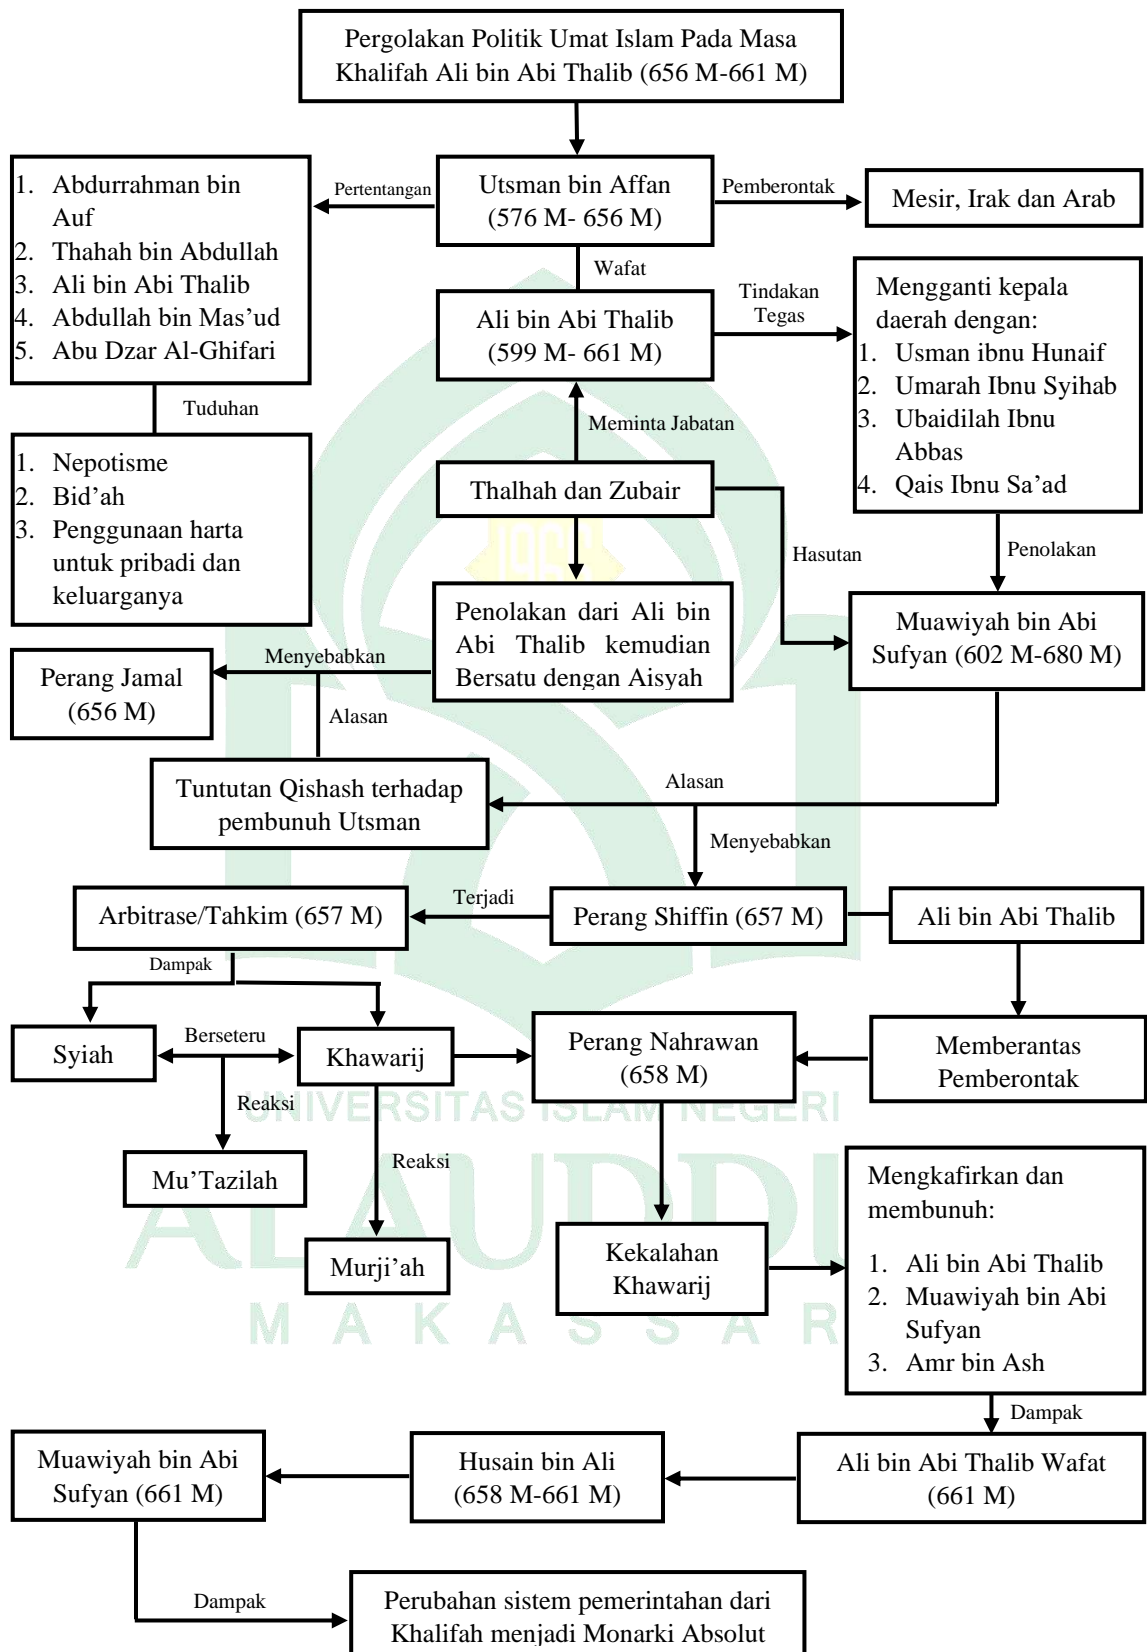 Pergolakan Politik Umat Islam Pada Masa
Khalifah Ali bin Abi Thalib (656 M-661 M)
1. Abdurrahman bin
Auf
2. Thahah bin Abdullah
3. Ali bin Abi Thalib
4. Abdullah bin Mas’ud
5. Abu Dzar Al-Ghifari
Pertentangan
Utsman bin Affan
(576 M- 656 M)
Pemberontak
Mesir, Irak dan Arab
Wafat
Ali bin Abi Thalib
(599 M- 661 M)
Tindakan
Tegas
Mengganti kepala
daerah dengan:
1. Usman ibnu Hunaif
2. Umarah Ibnu Syihab
3. Ubaidilah Ibnu
Abbas
4. Qais Ibnu Sa’ad
Tuduhan
1. Nepotisme
2. Bid’ah
3. Penggunaan harta
untuk pribadi dan
keluarganya
Meminta Jabatan
Thalhah dan Zubair
Hasutan
Penolakan
1965
Penolakan dari Ali bin
Abi Thalib kemudian
Bersatu dengan Aisyah
Muawiyah bin Abi
Sufyan (602 M-680 M)
Menyebabkan
Perang Jamal
(656 M)
Alasan
Tuntutan Qishash terhadap
pembunuh Utsman
Alasan
Menyebabkan
Arbitrase/Tahkim (657 M)
Terjadi
Perang Shiffin (657 M)
Ali bin Abi Thalib
Dampak
Syiah
Berseteru
Khawarij
Perang Nahrawan
(658 M)
Memberantas
Pemberontak
UNIVERSITAS ISLAM NEGERI
Reaksi
Mu’Tazilah
Reaksi
Murji’ah
ALAUDDI
Kekalahan
Khawarij
Mengkafirkan dan
membunuh:
1. Ali bin Abi Thalib
2. Muawiyah bin Abi
Sufyan
3. Amr bin Ash
M A K A S S A R
Dampak
Muawiyah bin Abi
Sufyan (661 M)
Husain bin Ali
(658 M-661 M)
Ali bin Abi Thalib Wafat
(661 M)
Dampak
Perubahan sistem pemerintahan dari
Khalifah menjadi Monarki Absolut